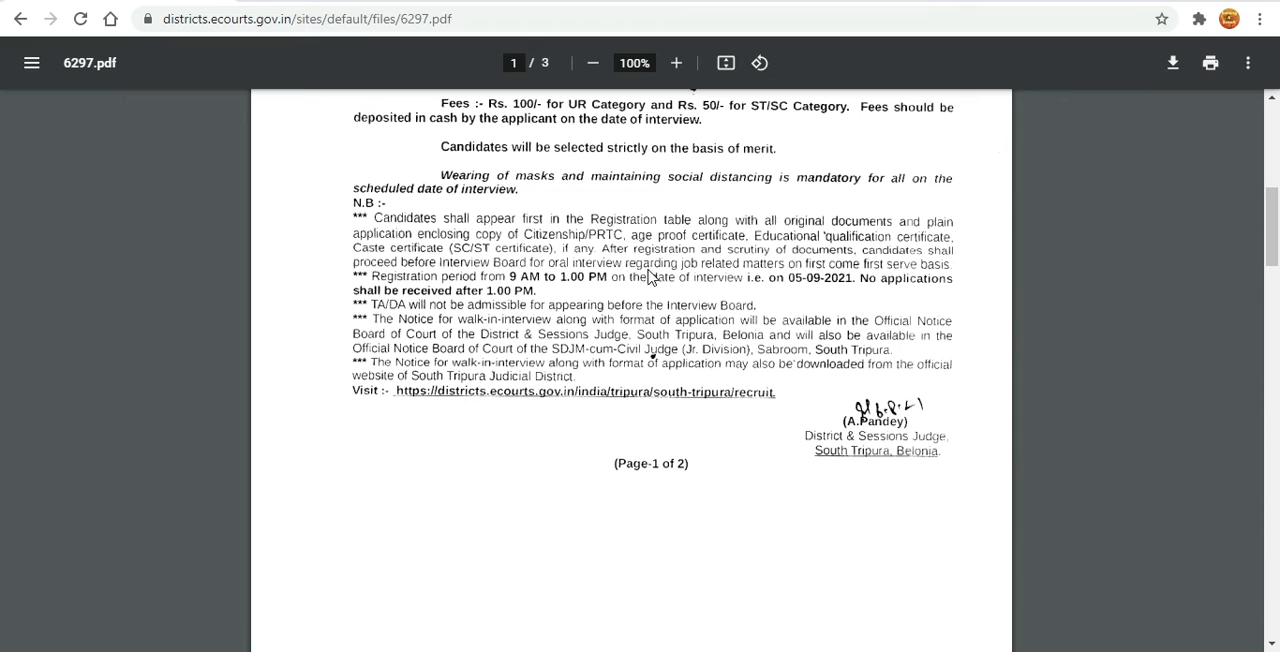 districts.ecourts.gov.in/sites/default/files/6297.pdf
6297.pdf
1 / 3
100%
Fees :- Rs. 100/- for UR Category and Rs. 50/- for ST/SC Category. Fees should be
deposited in cash by the applicant on the date of interview.
Candidates will be selected strictly on the basis of merit.
Wearing of masks and maintaining social distancing is mandatory for all on the
scheduled date of interview.
N.B :-
*** Candidates shall appear first in the Registration table along with all original documents and plain
application enclosing copy of Citizenship/PRTC, age proof certificate, Educational qualification certificate,
Caste certificate (SC/ST certificate), if any. After registration and scrutiny of documents, candidates shall
proceed before Interview Board for oral interview regarding job related matters on first come first serve basis.
*** Registration period from 9 AM to 1.00 PM on the date of interview i.e. on 05-09-2021. No applications
shall be received after 1.00 PM.
*** TA/DA will not be admissible for appearing before the Interview Board.
*** The Notice for walk-in-interview along with format of application will be available in the Official Notice
Board of Court of the District & Sessions Judge, South Tripura, Belonia and will also be available in the
Official Notice Board of Court of the SDJM-cum-Civil Judge (Jr. Division), Sabroom, South Tripura.
*** The Notice for walk-in-interview along with format of application may also be downloaded from the official
website of South Tripura Judicial District.
Visit :- https://districts.ecourts.gov.in/india/tripura/south-tripura/recruit.
(A.Pandey)
District & Sessions Judge,
South Tripura, Belonia.
(Page-1 of 2)